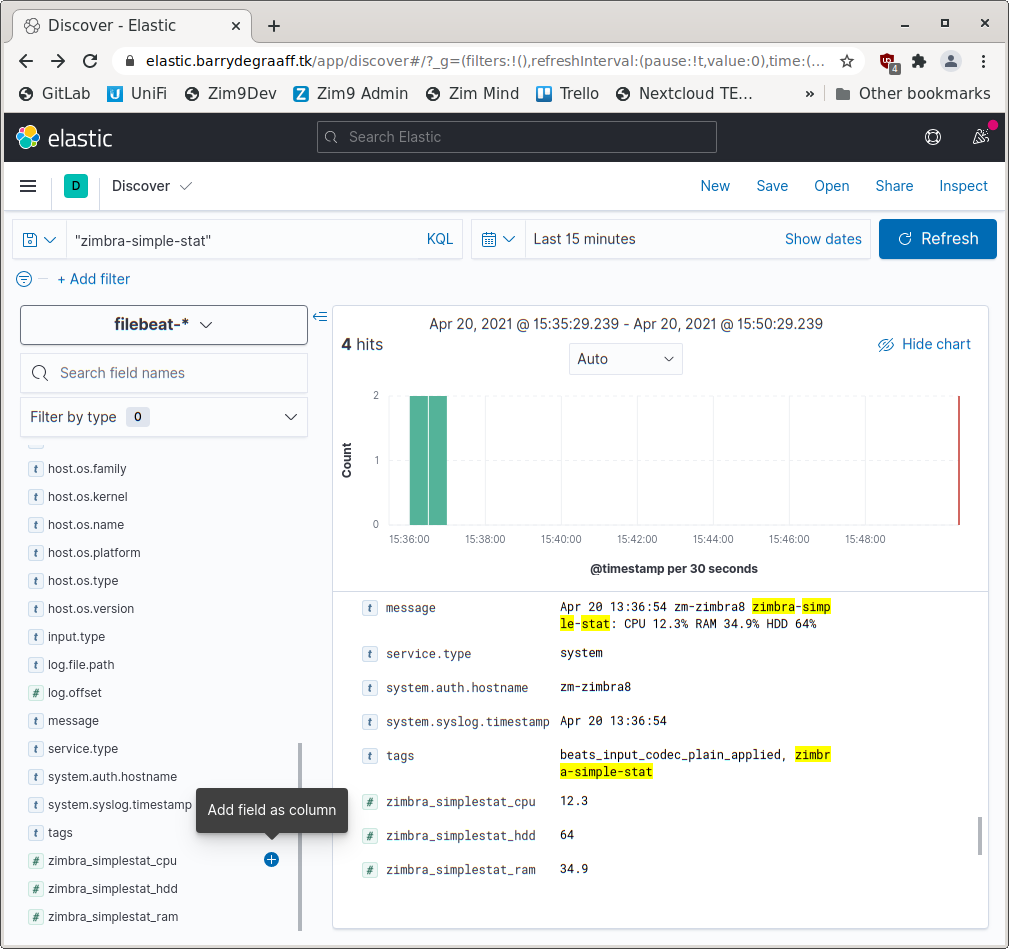 Discover - Elastic
elastic.barrydegraaff.tk/app/discover#/?_g=(filters:!(),refreshInterval:(pause:!t,value:0),time:(...
4
GitLab UniFi Zim9Dev Zim9 Admin Zim Mind Trello Nextcloud TE... » Other bookmarks
elastic Search Elastic
D Discover New Save Open Share Inspect
"zimbra-simple-stat" KQL Last 15 minutes Show dates Refresh
+ Add filter
filebeat-*
Search field names
Filter by type 0
t host.os.family
t host.os.kernel
t host.os.name
t host.os.platform
t host.os.type
t host.os.version
t input.type
t log.file.path
# log.offset
t message
t service.type
t system.auth.hostname
t system.syslog.timestamp
t tags
# zimbra_simplestat_cpu
# zimbra_simplestat_hdd
# zimbra_simplestat_ram
Add field as column
Apr 20, 2021 @ 15:35:29.239 - Apr 20, 2021 @ 15:50:29.239
4 hits
Auto
Hide chart
2
1
0
Count
15:36:00 15:38:00 15:40:00 15:42:00 15:44:00 15:46:00 15:48:00
@timestamp per 30 seconds
t message Apr 20 13:36:54 zm-zimbra8 zimbra-simp
le-stat: CPU 12.3% RAM 34.9% HDD 64%
t service.type system
t system.auth.hostname zm-zimbra8
t system.syslog.timestamp Apr 20 13:36:54
t tags beats_input_codec_plain_applied, zimbr
a-simple-stat
# zimbra_simplestat_cpu 12.3
# zimbra_simplestat_hdd 64
# zimbra_simplestat_ram 34.9